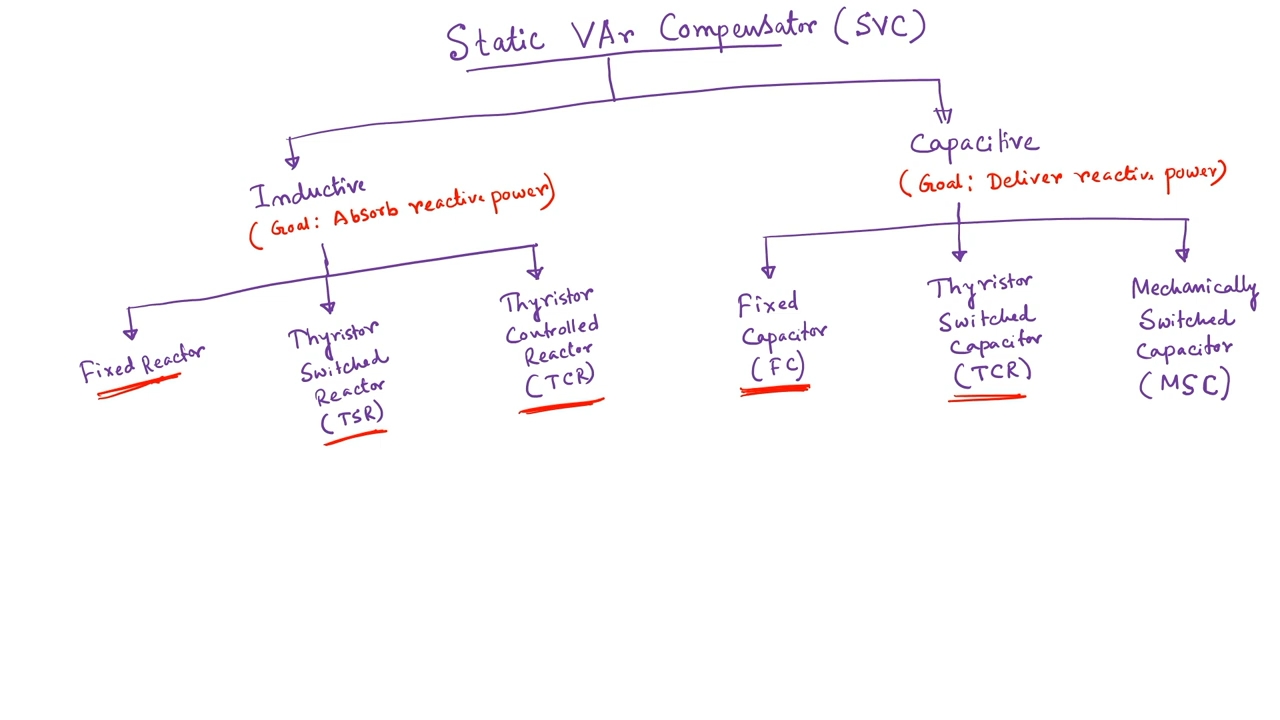 Static VAr Compensator (SVC)
Inductive
(Goal: Absorb reactive power)
Capacitive
(Goal: Deliver reactive power)
Fixed Reactor
Thyristor
Switched
Reactor
(TSR)
Thyristor
Controlled
Reactor
(TCR)
Fixed
Capacitor
(FC)
Thyristor
Switched
Capacitor
(TCR)
Mechanically
Switched
Capacitor
(MSC)